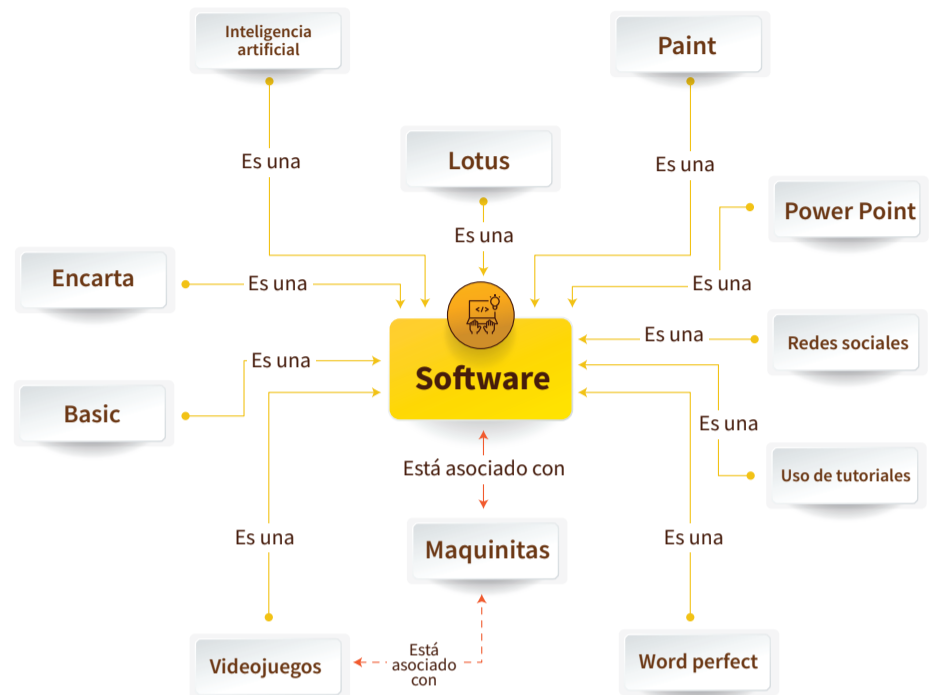 Inteligencia
artificial
Paint
Es una
Lotus
Es una
Power Point
Es una
Encarta
Es una
Es una
Es una
Redes sociales
Software
Es una
Basic
Es una
Está asociado con
Uso de tutoriales
Es una
Maquinitas
Es una
Videojuegos
Está
asociado
con
Word perfect